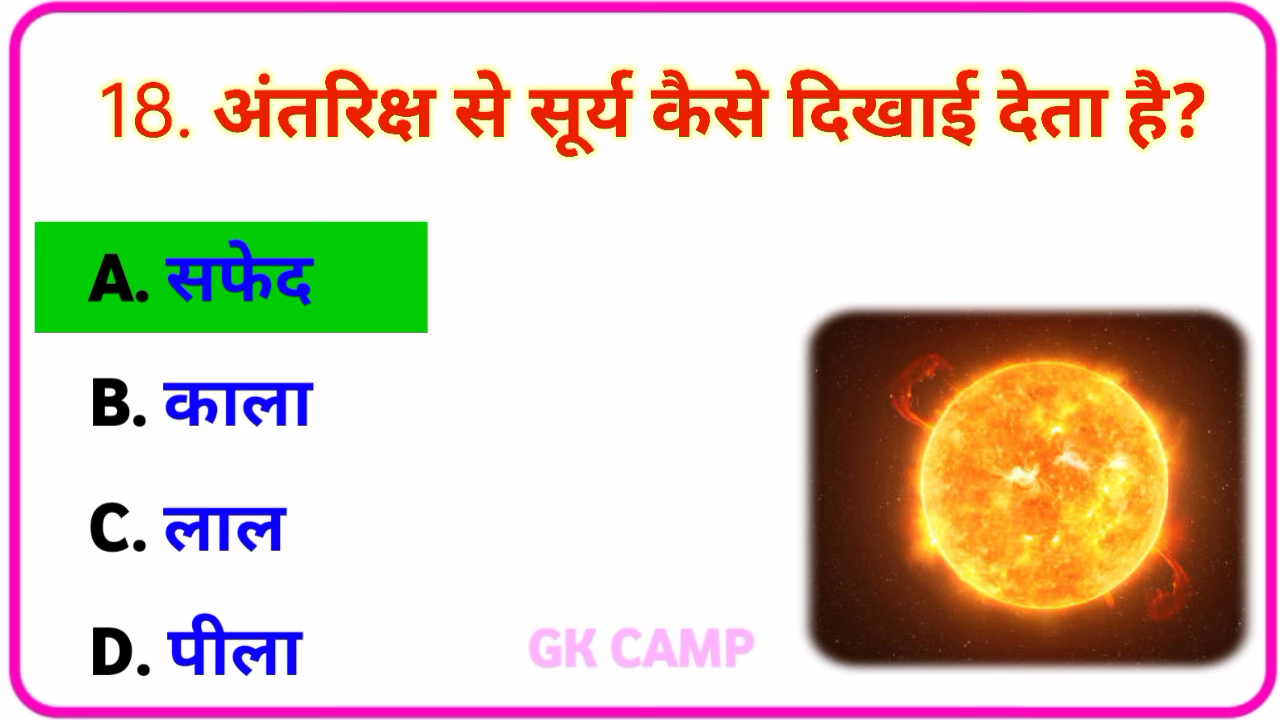 18. अंतरिक्ष से सूर्य कैसे दिखाई देता है?
A. सफेद
B. काला
C. लाल
D. पीला
GK CAMP